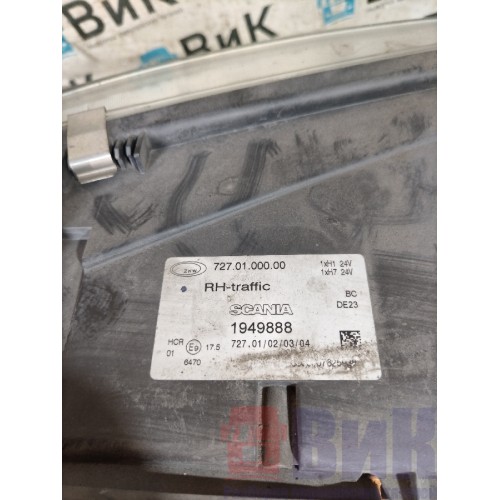 ВиК
727.01.000.00
1xH1 24V
1xH7 24V
RH-traffic
BC
DE23
SCANIA
1949888
HCR E9 17.5 727.01/02/03/04
01
6470
ВиК